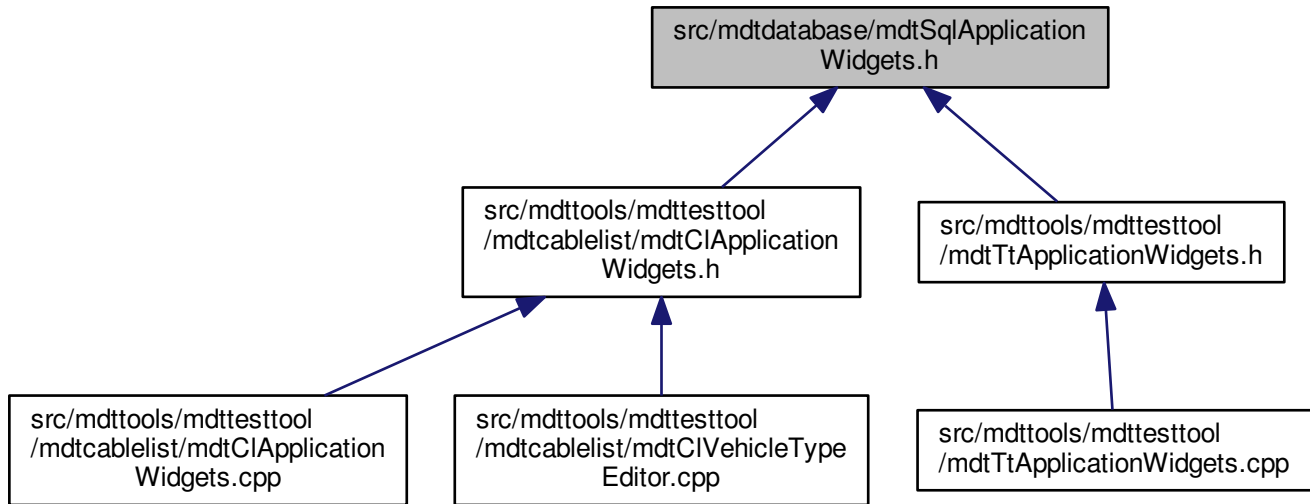 src/mdtdatabase/mdtSqlApplication
Widgets.h
src/mdttools/mdttesttool
/mdtcablelist/mdtClApplication
Widgets.h
src/mdttools/mdttesttool
/mdtTtApplicationWidgets.h
src/mdttools/mdttesttool
/mdtcablelist/mdtClApplication
Widgets.cpp
src/mdttools/mdttesttool
/mdtcablelist/mdtClVehicleType
Editor.cpp
src/mdttools/mdttesttool
/mdtTtApplicationWidgets.cpp